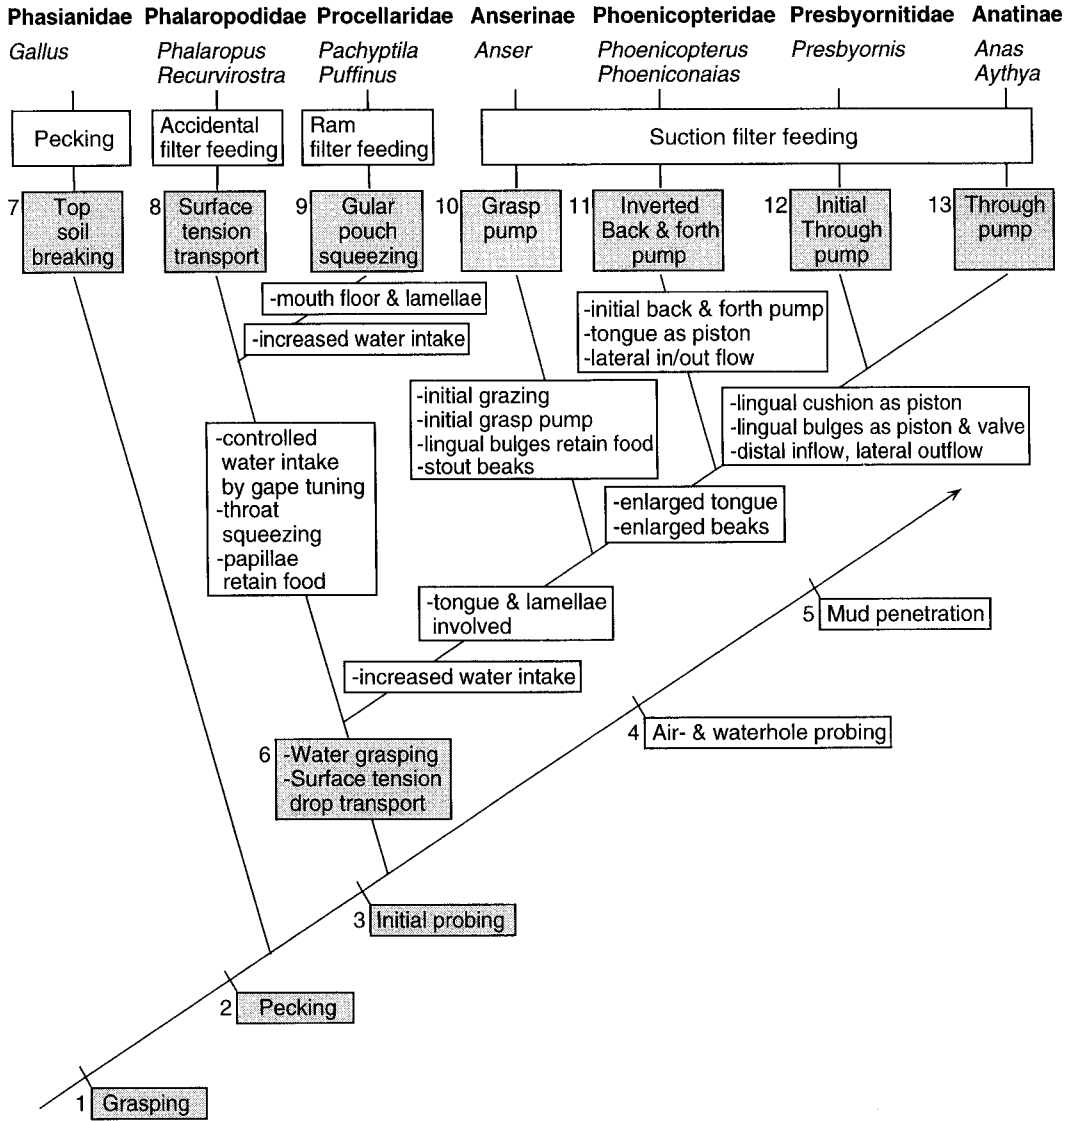 Phasianidae Phalaropodidae Procellaridae Anserinae Phoenicopteridae Presbyornitidae Anatinae
Gallus Phalaropus Pachyptila Anser Phoenicopterus Presbyornis Anas
Recurvirostra Puffinus Phoeniconaias Aythya
Pecking
Accidental
filter feeding
Ram
filter feeding
Suction filter feeding
7 Top
soil
breaking
8 Surface
tension
transport
9 Gular
pouch
squeezing
10 Grasp
pump
11 Inverted
Back & forth
pump
12 Initial
Through
pump
13 Through
pump
-mouth floor & lamellae
-increased water intake
-initial back & forth pump
-tongue as piston
-lateral in/out flow
-initial grazing
-initial grasp pump
-lingual bulges retain food
-stout beaks
-lingual cushion as piston
-lingual bulges as piston & valve
-distal inflow, lateral outflow
-controlled
water intake
by gape tuning
-throat
squeezing
-papillae
retain food
-enlarged tongue
-enlarged beaks
-tongue & lamellae
involved
-increased water intake
5 Mud penetration
4 Air- & waterhole probing
6 -Water grasping
-Surface tension
drop transport
3 Initial probing
2 Pecking
1 Grasping